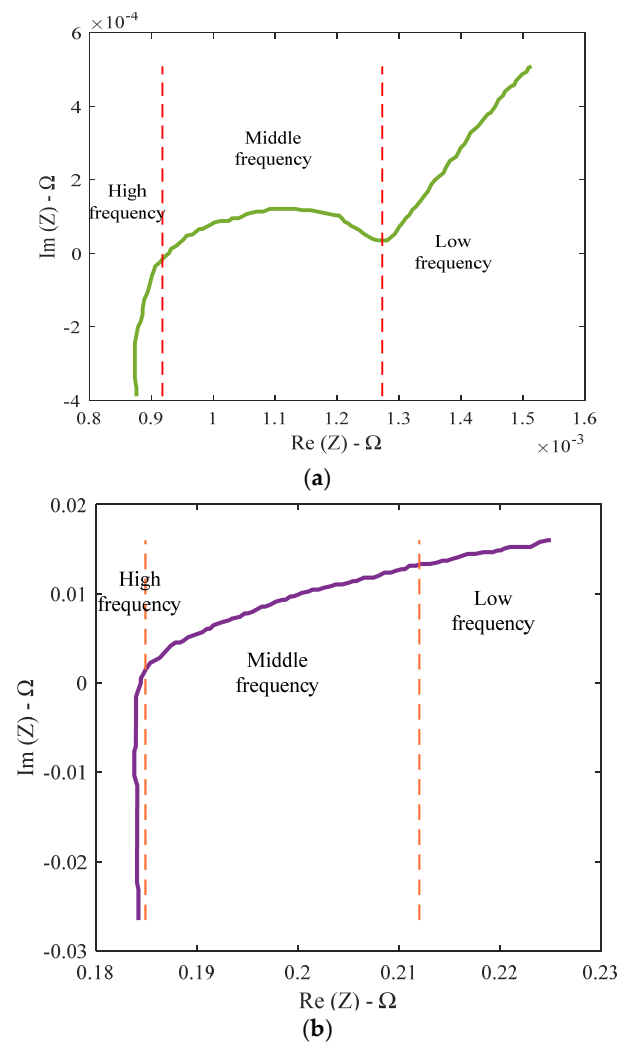 ×10⁻⁴
6
4
2
0
-2
-4
Im (Z) - Ω
High
frequency
Middle
frequency
Low
frequency
0.8
0.9
1
1.1
1.2
1.3
1.4
1.5
1.6
Re (Z) - Ω
×10⁻³
(a)
0.02
0.01
0
-0.01
-0.02
-0.03
Im (Z) - Ω
High
frequency
Middle
frequency
Low
frequency
0.18
0.19
0.2
0.21
0.22
0.23
Re (Z) - Ω
(b)